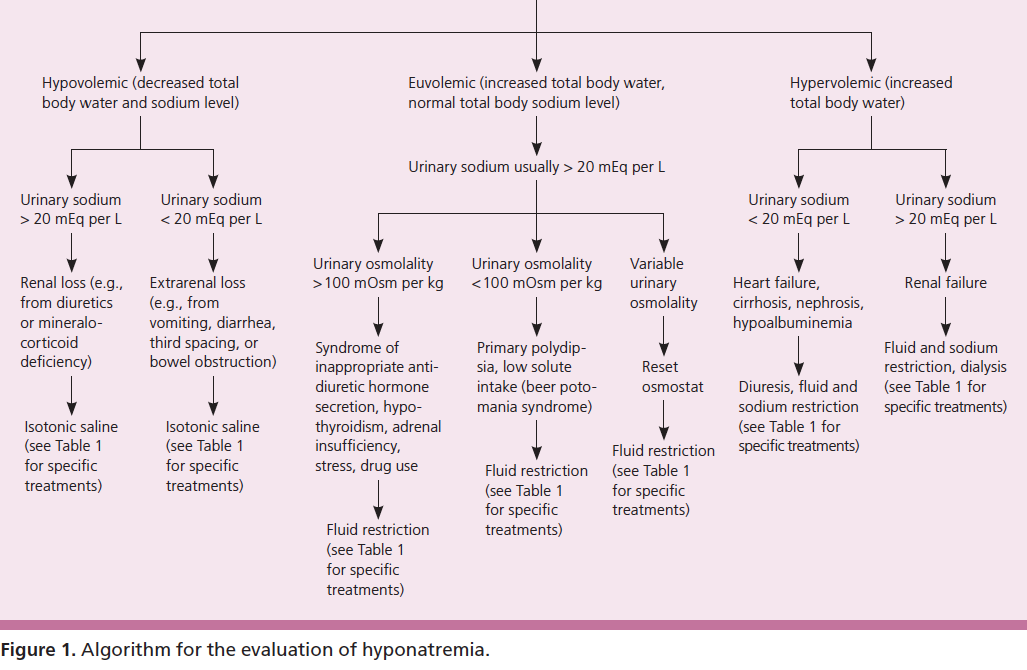 Hypovolemic (decreased total
body water and sodium level)
Euvolemic (increased total body water,
normal total body sodium level)
Hypervolemic (increased
total body water)
Urinary sodium usually > 20 mEq per L
Urinary sodium
> 20 mEq per L
Urinary sodium
< 20 mEq per L
Urinary sodium
< 20 mEq per L
Urinary sodium
> 20 mEq per L
Urinary osmolality
>100 mOsm per kg
Urinary osmolality
<100 mOsm per kg
Variable
urinary
osmolality
Renal loss (e.g.,
from diuretics
or mineralo-
corticoid
deficiency)
Extrarenal loss
(e.g., from
vomiting, diarrhea,
third spacing, or
bowel obstruction)
Heart failure,
cirrhosis, nephrosis,
hypoalbuminemia
Renal failure
Syndrome of
inappropriate anti-
diuretic hormone
secretion, hypo-
thyroidism, adrenal
insufficiency,
stress, drug use
Primary polydip-
sia, low solute
intake (beer poto-
mania syndrome)
Reset
osmostat
Fluid and sodium
restriction, dialysis
(see Table 1 for
specific treatments)
Diuresis, fluid and
sodium restriction
(see Table 1 for
specific treatments)
Isotonic saline
(see Table 1
for specific
treatments)
Isotonic saline
(see Table 1
for specific
treatments)
Fluid restriction
(see Table 1
for specific
treatments)
Fluid restriction
(see Table 1
for specific
treatments)
Fluid restriction
(see Table 1
for specific
treatments)
Figure 1. Algorithm for the evaluation of hyponatremia.